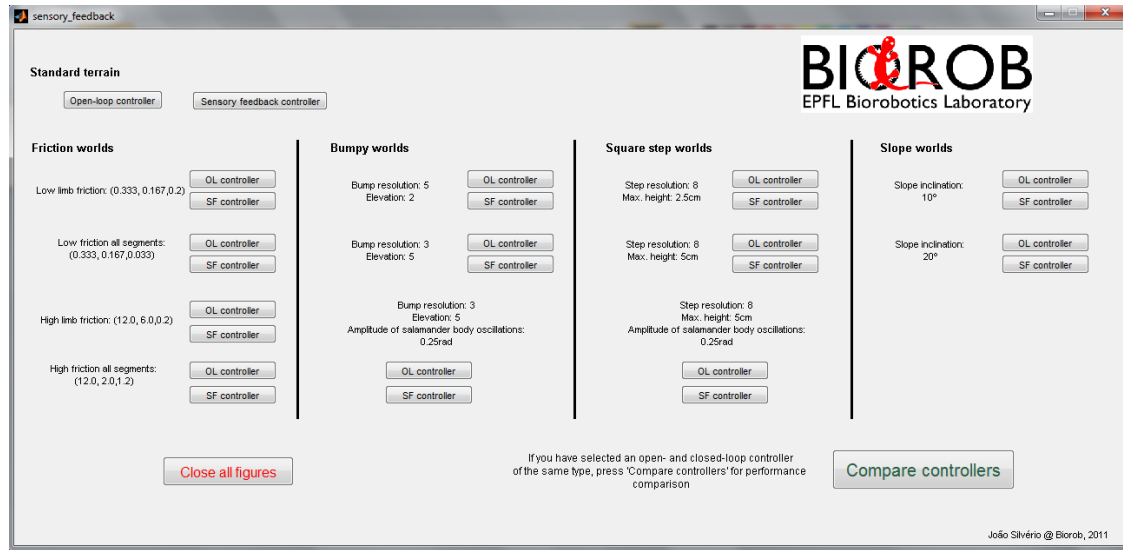 sensory_feedback
BIOROB
EPFL Biorobotics Laboratory
Standard terrain
Open-loop controller
Sensory feedback controller
Friction worlds
Low limb friction: (0.333, 0.167,0.2)
OL controller
SF controller
Low friction all segments:
(0.333, 0.167,0.033)
OL controller
SF controller
High limb friction: (12.0, 6.0,0.2)
OL controller
SF controller
High friction all segments:
(12.0, 2.0,1.2)
OL controller
SF controller
Bumpy worlds
Bump resolution: 5
Elevation: 2
OL controller
SF controller
Bump resolution: 3
Elevation: 5
OL controller
SF controller
Bump resolution: 3
Elevation: 5
Amplitude of salamander body oscillations:
0.25rad
OL controller
SF controller
Square step worlds
Step resolution: 8
Max. height: 2.5cm
OL controller
SF controller
Step resolution: 8
Max. height: 5cm
OL controller
SF controller
Step resolution: 8
Max. height: 5cm
Amplitude of salamander body oscillations:
0.25rad
OL controller
SF controller
Slope worlds
Slope inclination:
10º
OL controller
SF controller
Slope inclination:
20º
OL controller
SF controller
Close all figures
If you have selected an open- and closed-loop controller
of the same type, press 'Compare controllers' for performance
comparison
Compare controllers
João Silvério @ Biorob, 2011